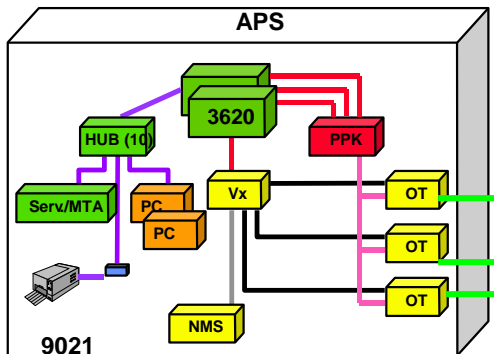 APS
3620
HUB (10)
PPK
Serv/MTA
PC
PC
Vx
OT
OT
OT
NMS
9021